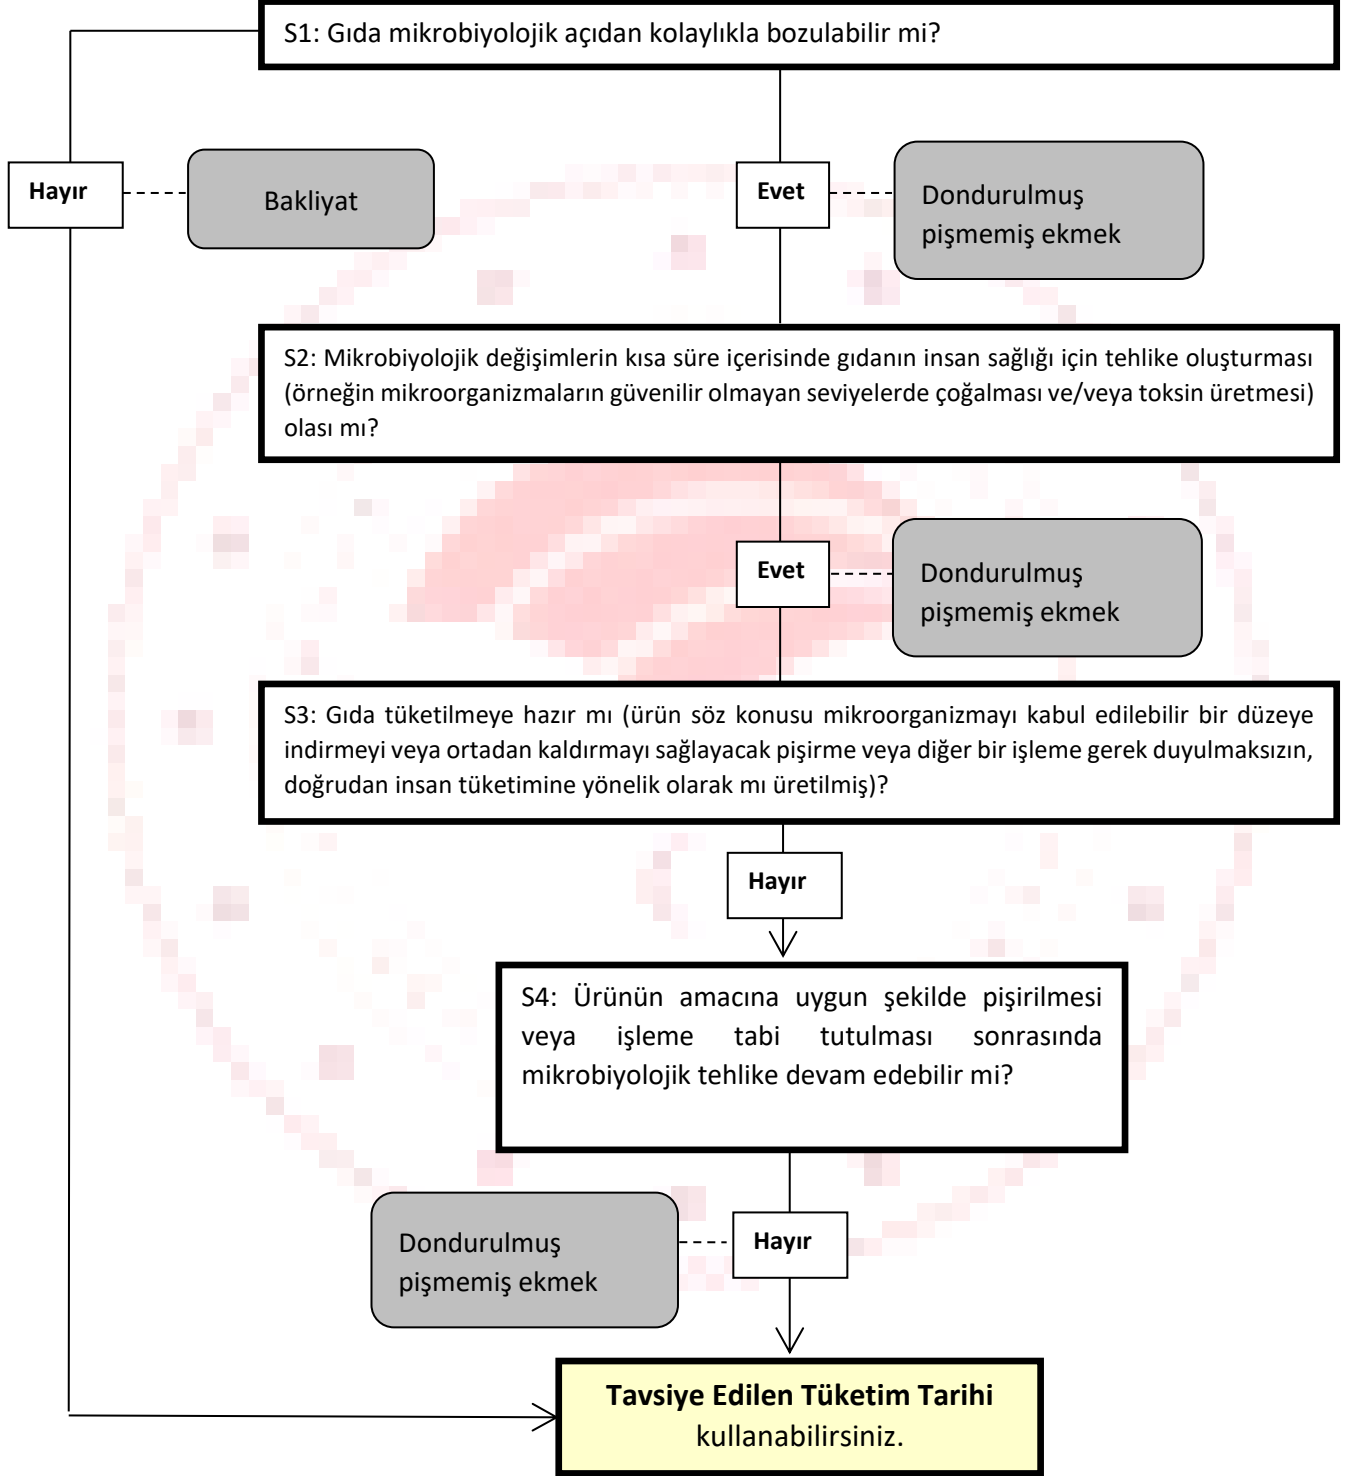 S1: Gıda mikrobiyolojik açıdan kolaylıkla bozulabilir mi?
Hayır
Bakliyat
Evet
Dondurulmuş
pişmemiş ekmek
S2: Mikrobiyolojik değişimlerin kısa süre içerisinde gıdanın insan sağlığı için tehlike oluşturması
(örneğin mikroorganizmaların güvenilir olmayan seviyelerde çoğalması ve/veya toksin üretmesi)
olası mı?
Evet
Dondurulmuş
pişmemiş ekmek
S3: Gıda tüketilmeye hazır mı (ürün söz konusu mikroorganizmayı kabul edilebilir bir düzeye
indirmeyi veya ortadan kaldırmayı sağlayacak pişirme veya diğer bir işleme gerek duyulmaksızın,
doğrudan insan tüketimine yönelik olarak mı üretilmiş)?
Hayır
S4: Ürünün amacına uygun şekilde pişirilmesi
veya işleme tabi tutulması sonrasında
mikrobiyolojik tehlike devam edebilir mi?
Dondurulmuş
pişmemiş ekmek
Hayır
Tavsiye Edilen Tüketim Tarihi
kullanabilirsiniz.